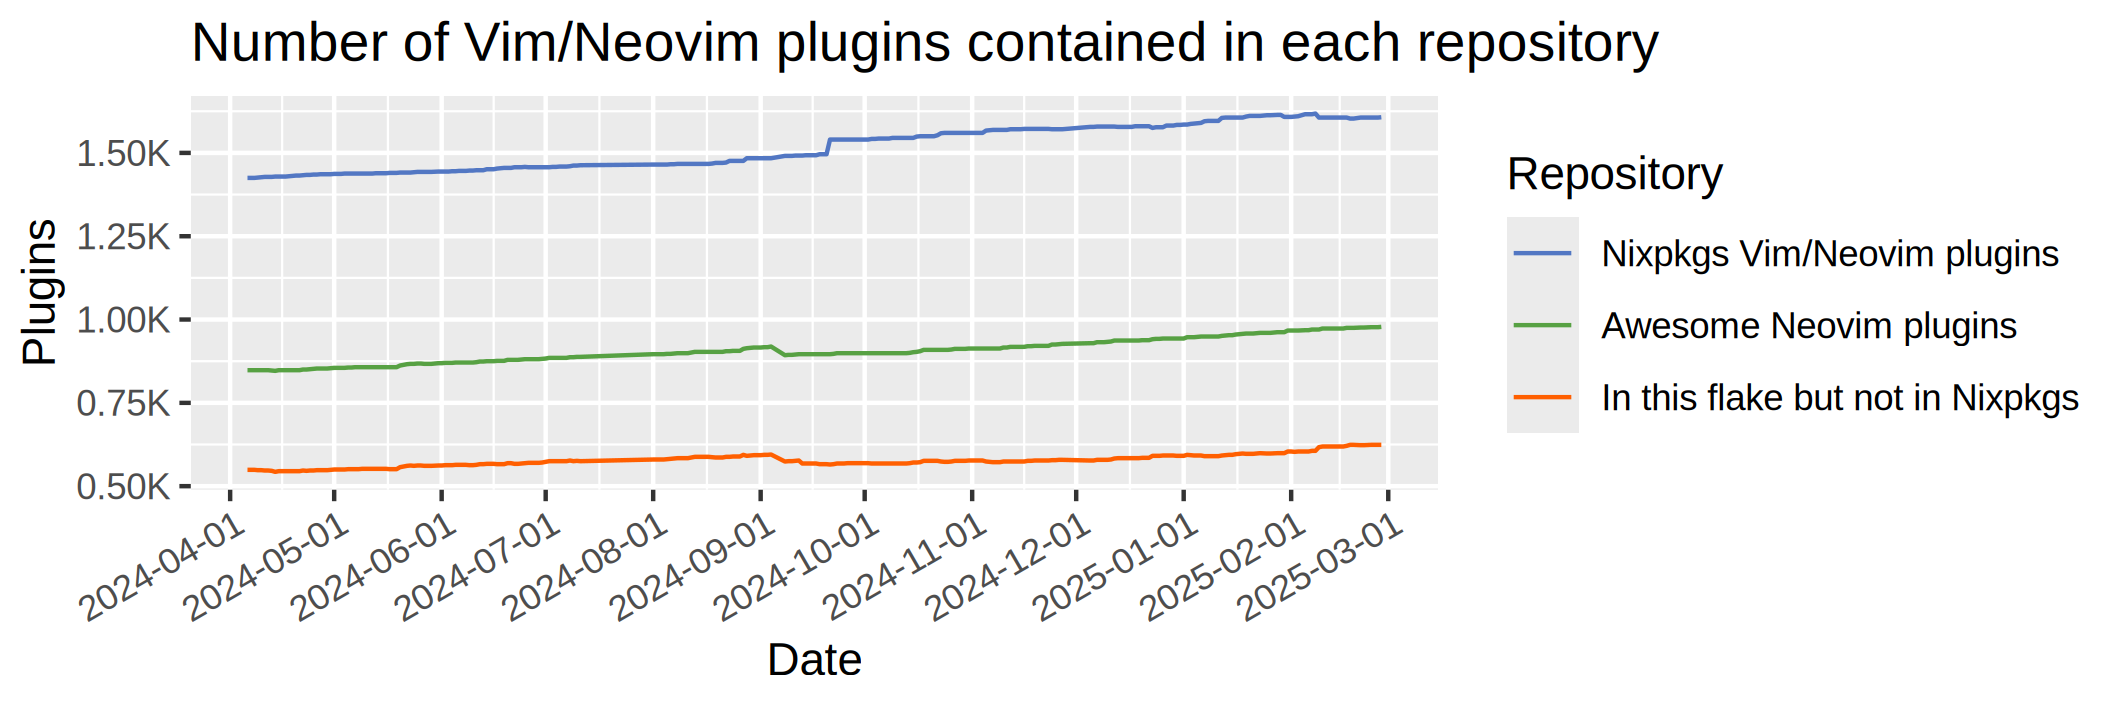 Number of Vim/Neovim plugins contained in each repository
Plugins
1.50K
1.25K
1.00K
0.75K
0.50K
2024-04-01
2024-05-01
2024-06-01
2024-07-01
2024-08-01
2024-09-01
2024-10-01
2024-11-01
2024-12-01
2025-01-01
2025-02-01
2025-03-01
Date
Repository
Nixpkgs Vim/Neovim plugins
Awesome Neovim plugins
In this flake but not in Nixpkgs